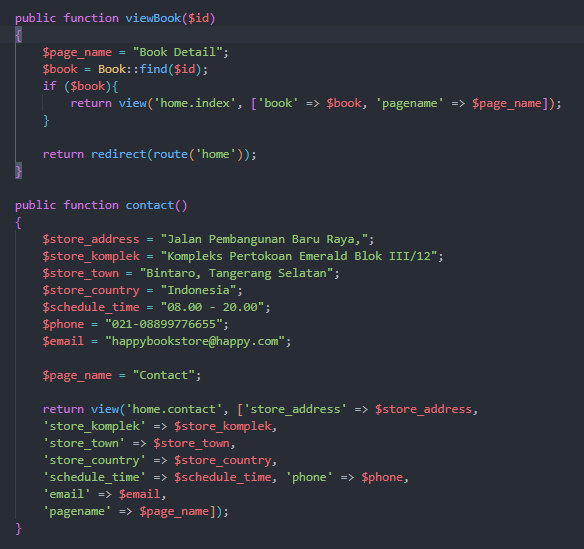 public function viewBook($id)
{
    $page_name = "Book Detail";
    $book = Book::find($id);
    if ($book){
        return view('home.index', ['book' => $book, 'pagename' => $page_name]);
    }

    return redirect(route('home'));
}

public function contact()
{
    $store_address = "Jalan Pembangunan Baru Raya,";
    $store_komplek = "Kompleks Pertokoan Emerald Blok III/12";
    $store_town = "Bintaro, Tangerang Selatan";
    $store_country = "Indonesia";
    $schedule_time = "08.00 - 20.00";
    $phone = "021-08899776655";
    $email = "happybookstore@happy.com";

    $page_name = "Contact";

    return view('home.contact', ['store_address' => $store_address,
    'store_komplek' => $store_komplek,
    'store_town' => $store_town,
    'store_country' => $store_country,
    'schedule_time' => $schedule_time, 'phone' => $phone,
    'email' => $email,
    'pagename' => $page_name]);
}